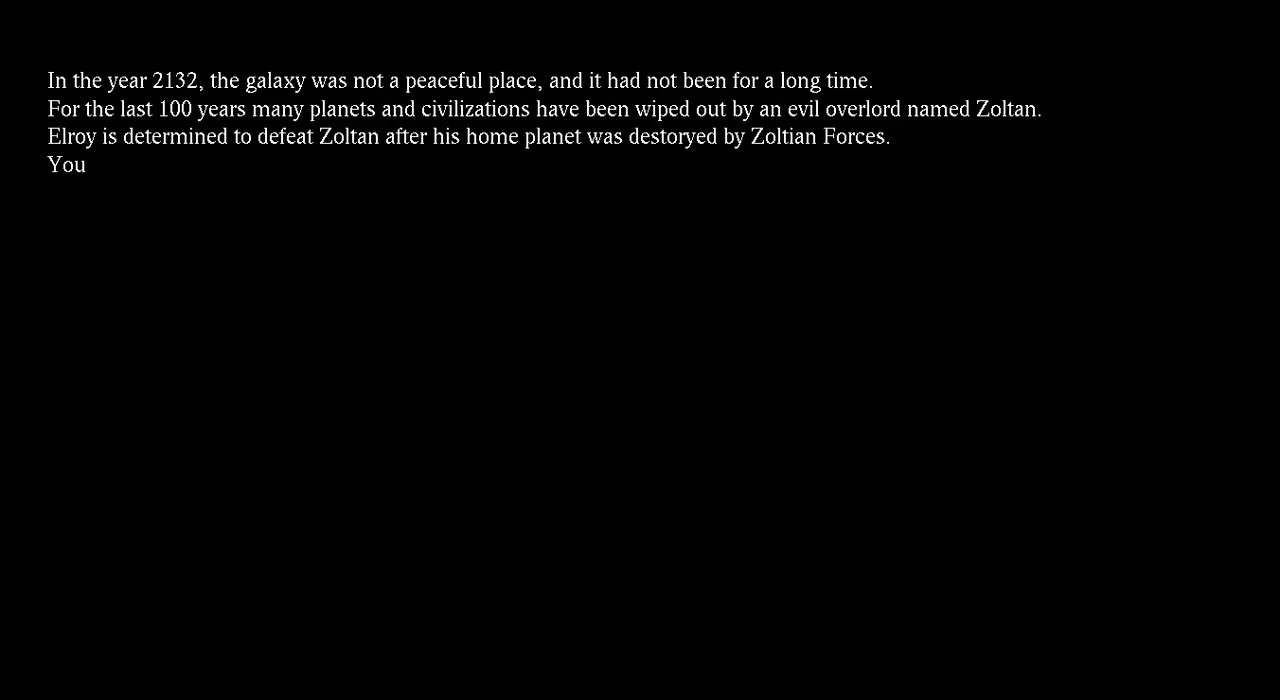 In the year 2132, the galaxy was not a peaceful place, and it had not been for a long time.
For the last 100 years many planets and civilizations have been wiped out by an evil overlord named Zoltan.
Elroy is determined to defeat Zoltan after his home planet was destoryed by Zoltian Forces.
You